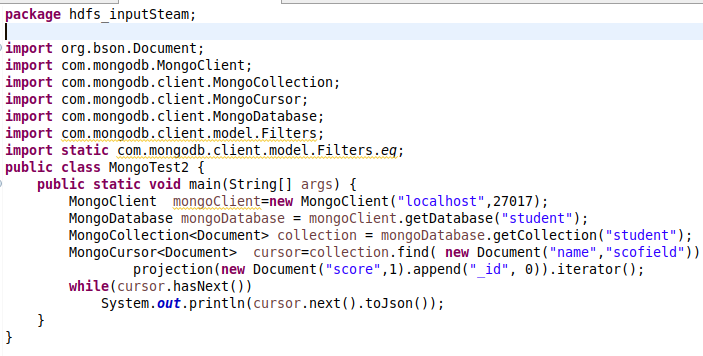 package hdfs_inputSteam;
import org.bson.Document;
import com.mongodb.MongoClient;
import com.mongodb.client.MongoCollection;
import com.mongodb.client.MongoCursor;
import com.mongodb.client.MongoDatabase;
import com.mongodb.client.model.Filters;
import static com.mongodb.client.model.Filters.eq;
public class MongoTest2 {
    public static void main(String[] args) {
        MongoClient  mongoClient=new MongoClient("localhost",27017);
        MongoDatabase mongoDatabase = mongoClient.getDatabase("student");
        MongoCollection<Document> collection = mongoDatabase.getCollection("student");
        MongoCursor<Document>  cursor=collection.find( new Document("name","scofield"))
                projection(new Document("score",1).append("_id", 0)).iterator();
        while(cursor.hasNext())
            System.out.println(cursor.next().toJson());
    }
}